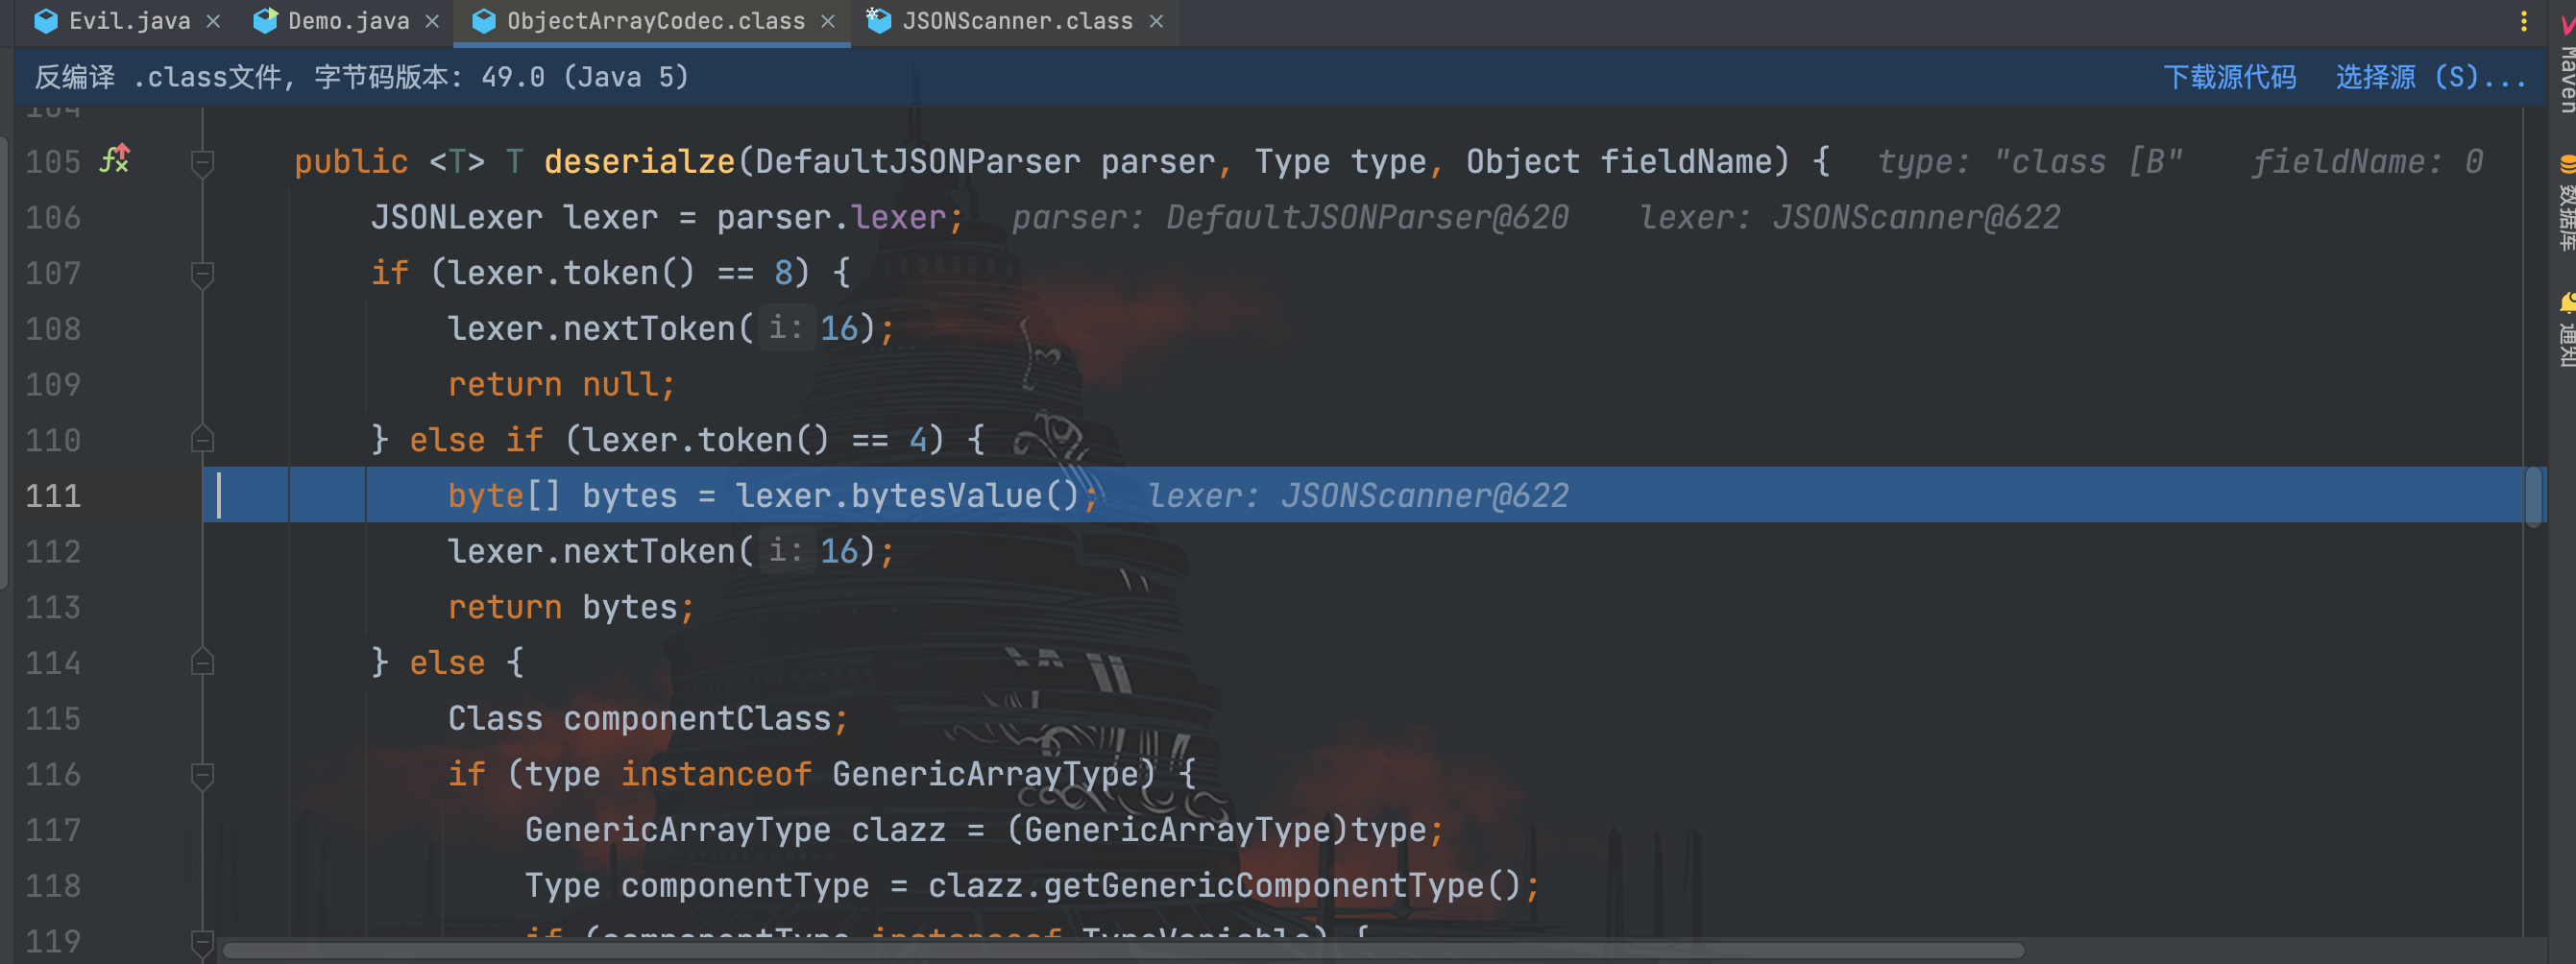 Evil.java × Demo.java × ObjectArrayCodec.class × JSONScanner.class ×
反编译 .class文件, 字节码版本: 49.0 (Java 5) 下载源代码 选择源 (S)...
Maven
数据库
通知
105 public <T> T deserialze(DefaultJSONParser parser, Type type, Object fieldName) { type: "class [B" fieldName: 0
106 JSONLexer lexer = parser.lexer; parser: DefaultJSONParser@620 lexer: JSONScanner@622
107 if (lexer.token() == 8) {
108 lexer.nextToken( i: 16);
109 return null;
110 } else if (lexer.token() == 4) {
111 byte[] bytes = lexer.bytesValue(); lexer: JSONScanner@622
112 lexer.nextToken( i: 16);
113 return bytes;
114 } else {
115 Class componentClass;
116 if (type instanceof GenericArrayType) {
117 GenericArrayType clazz = (GenericArrayType)type;
118 Type componentType = clazz.getGenericComponentType();
119 if (componentType instanceof TypeVariable) {